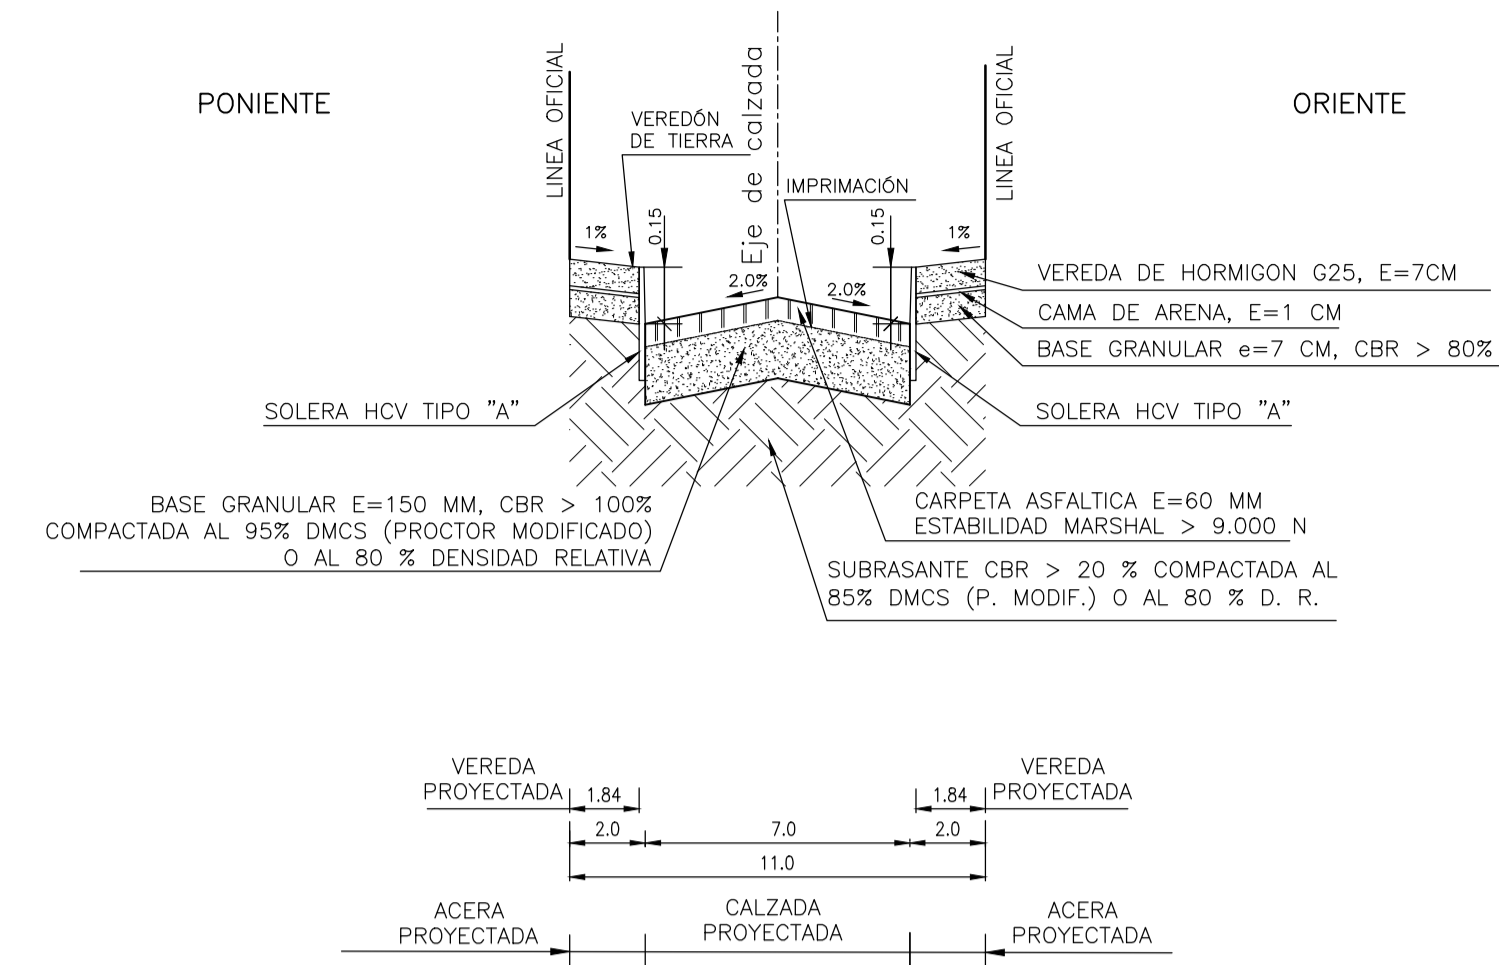 PONIENTE
ORIENTE
LINEA OFICIAL
VEREDÓN
DE TIERRA
Eje de calzada
LINEA OFICIAL
IMPRIMACIÓN
1%
0.15
0.15
1%
2.0%
2.0%
VEREDA DE HORMIGON G25, E=7CM
CAMA DE ARENA, E=1 CM
BASE GRANULAR e=7 CM, CBR > 80%
SOLERA HCV TIPO "A"
SOLERA HCV TIPO "A"
BASE GRANULAR E=150 MM, CBR > 100%
COMPACTADA AL 95% DMCS (PROCTOR MODIFICADO)
O AL 80 % DENSIDAD RELATIVA
CARPETA ASFALTICA E=60 MM
ESTABILIDAD MARSHAL > 9.000 N
SUBRASANTE CBR > 20 % COMPACTADA AL
85% DMCS (P. MODIF.) O AL 80 % D. R.
VEREDA
PROYECTADA
1.84
1.84
VEREDA
PROYECTADA
2.0
7.0
2.0
11.0
ACERA
PROYECTADA
CALZADA
PROYECTADA
ACERA
PROYECTADA